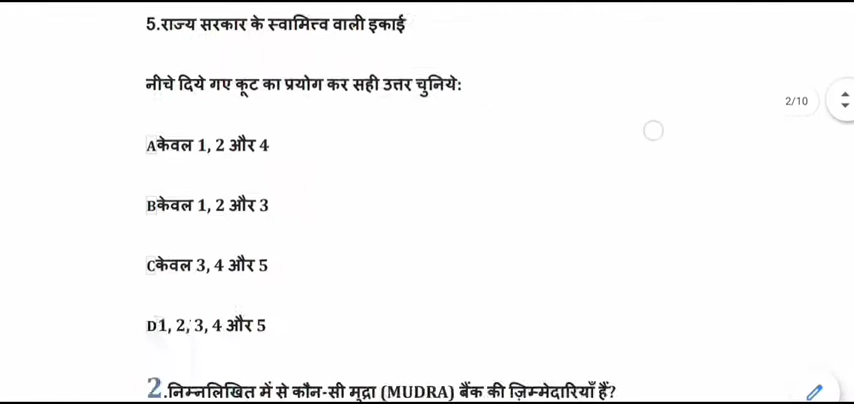 5.राज्य सरकार के स्वामित्त्व वाली इकाई
नीचे दिये गए कूट का प्रयोग कर सही उत्तर चुनिये:
2/10
Aकेवल 1, 2 और 4
Bकेवल 1, 2 और 3
Cकेवल 3, 4 और 5
D1, 2, 3, 4 और 5
2.निम्नलिखित में से कौन-सी मुद्रा (MUDRA) बैंक की ज़िम्मेदारियाँ हैं?